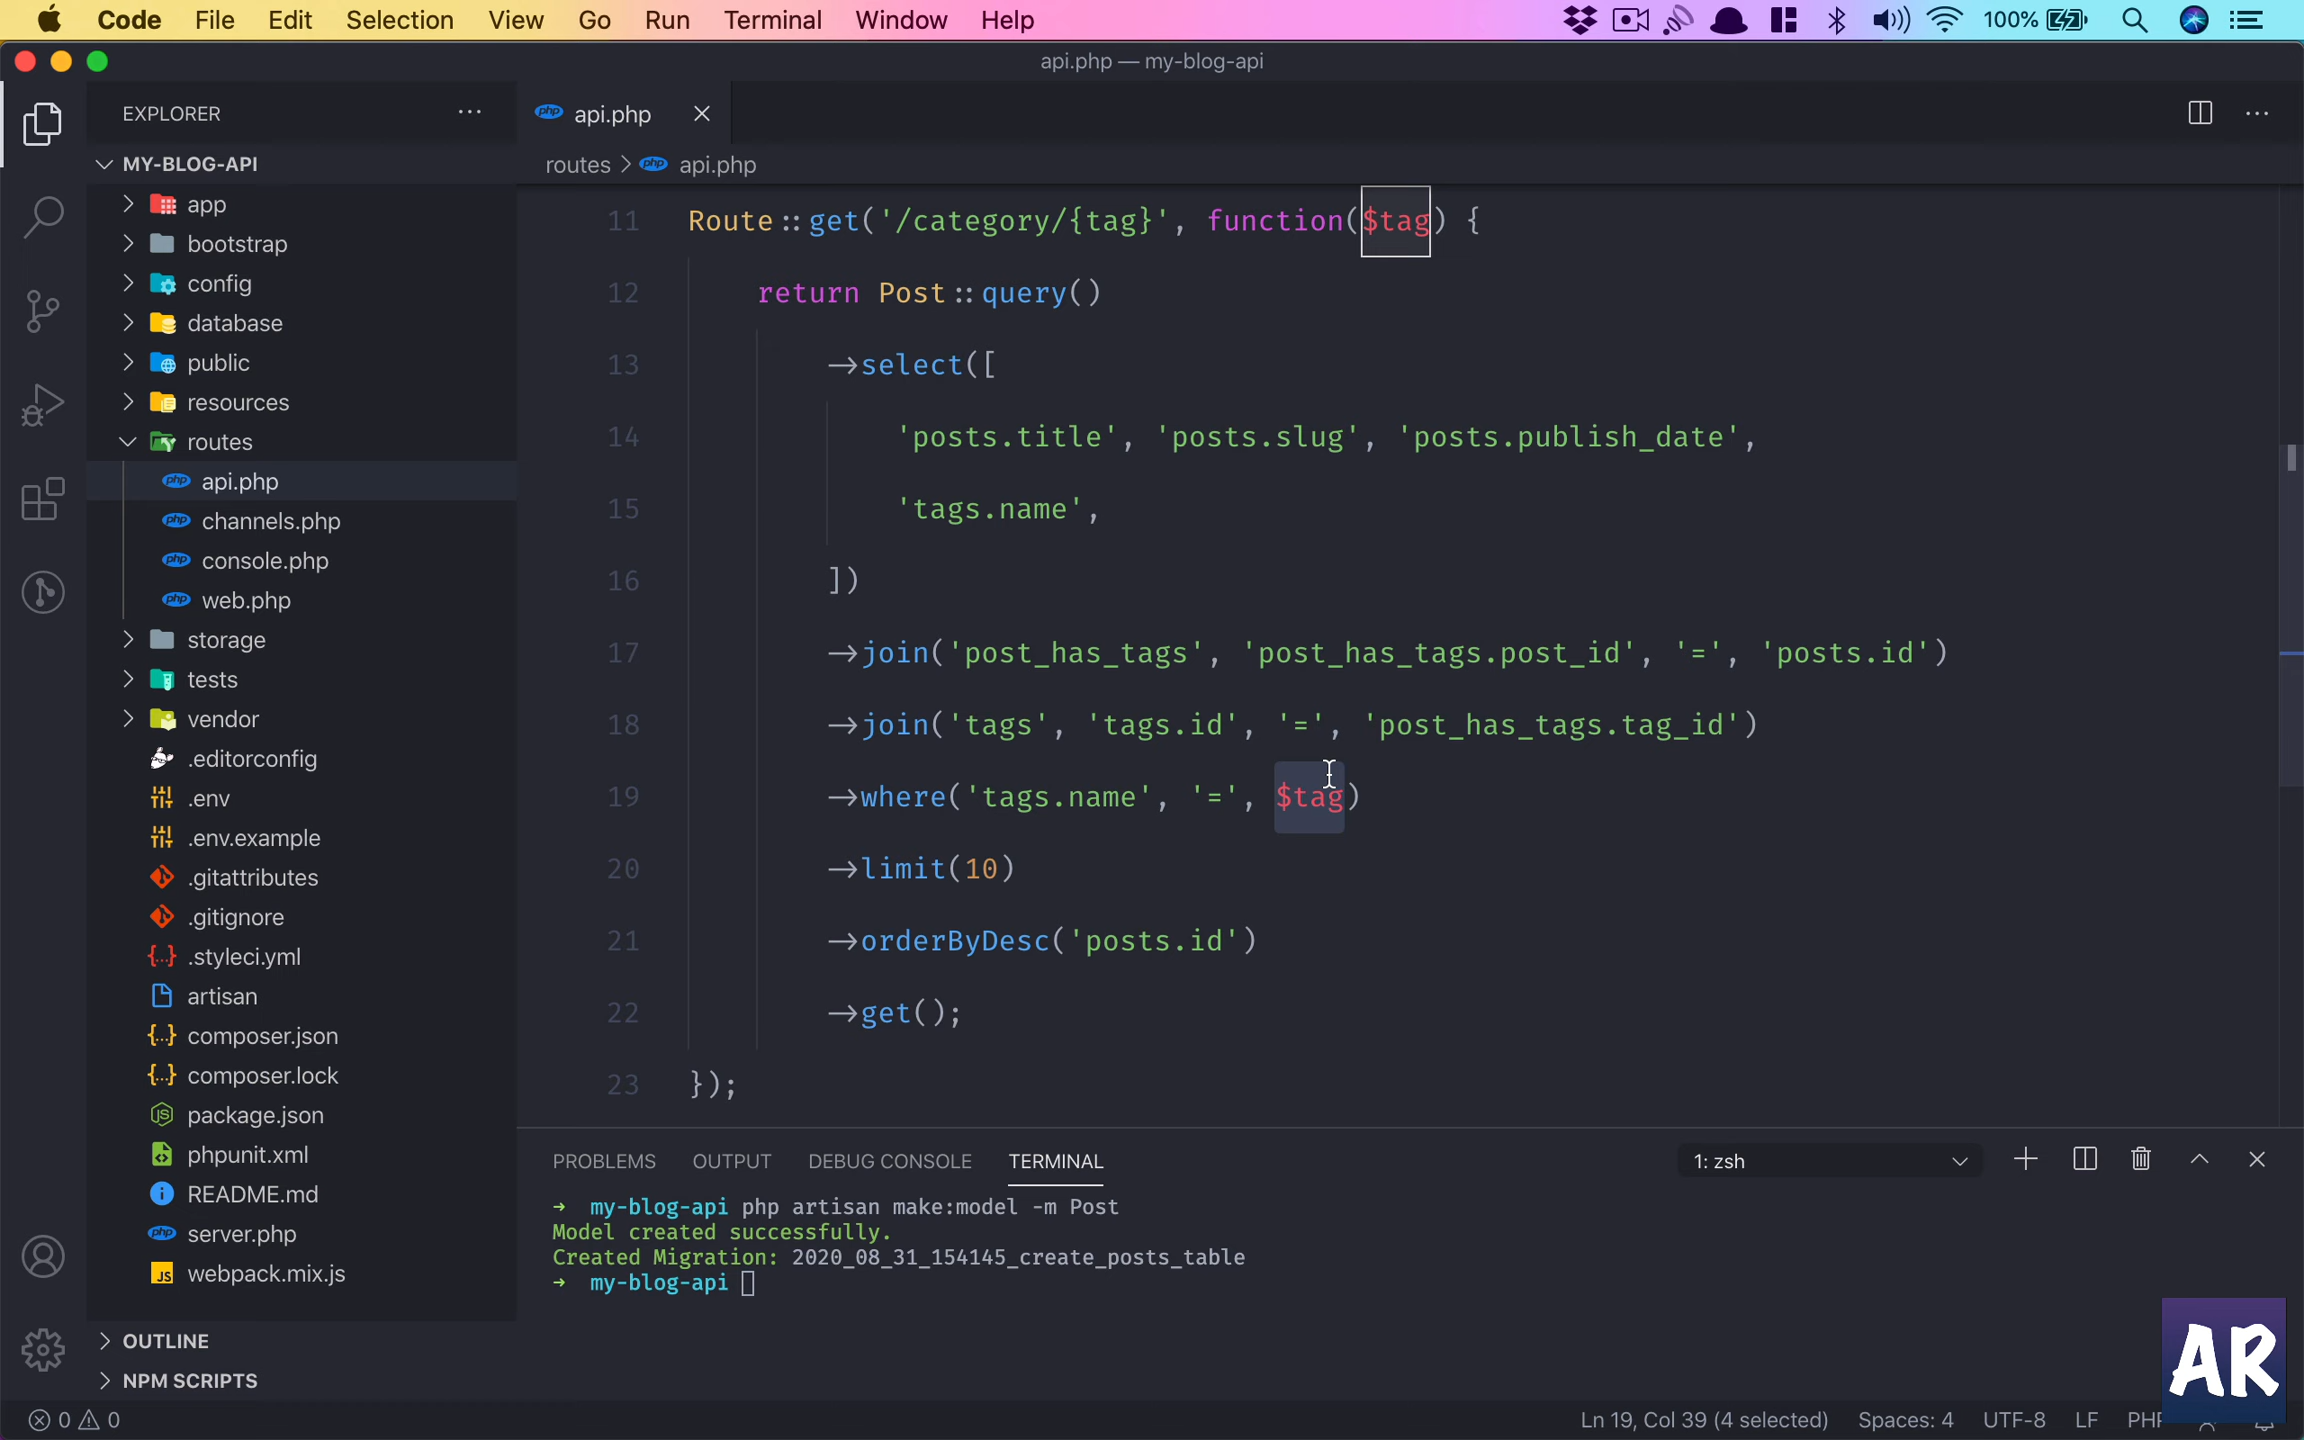 Code File Edit Selection View Go Run Terminal Window Help 100%
api.php — my-blog-api
EXPLORER
MY-BLOG-API
app
bootstrap
config
database
public
resources
routes
api.php
channels.php
console.php
web.php
storage
tests
vendor
.editorconfig
.env
.env.example
.gitattributes
.gitignore
.styleci.yml
artisan
composer.json
composer.lock
package.json
phpunit.xml
README.md
server.php
webpack.mix.js
OUTLINE
NPM SCRIPTS
php api.php
routes > php api.php
11 Route::get('/category/{tag}', function($tag) {
12 return Post::query()
13 ->select([
14 'posts.title', 'posts.slug', 'posts.publish_date',
15 'tags.name',
16 ])
17 ->join('post_has_tags', 'post_has_tags.post_id', '=', 'posts.id')
18 ->join('tags', 'tags.id', '=', 'post_has_tags.tag_id')
19 ->where('tags.name', '=', $tag)
20 ->limit(10)
21 ->orderByDesc('posts.id')
22 ->get();
23 });
PROBLEMS OUTPUT DEBUG CONSOLE TERMINAL 1: zsh
→ my-blog-api php artisan make:model -m Post
Model created successfully.
Created Migration: 2020_08_31_154145_create_posts_table
→ my-blog-api
AR
0 0 Ln 19, Col 39 (4 selected) Spaces: 4 UTF-8 LF